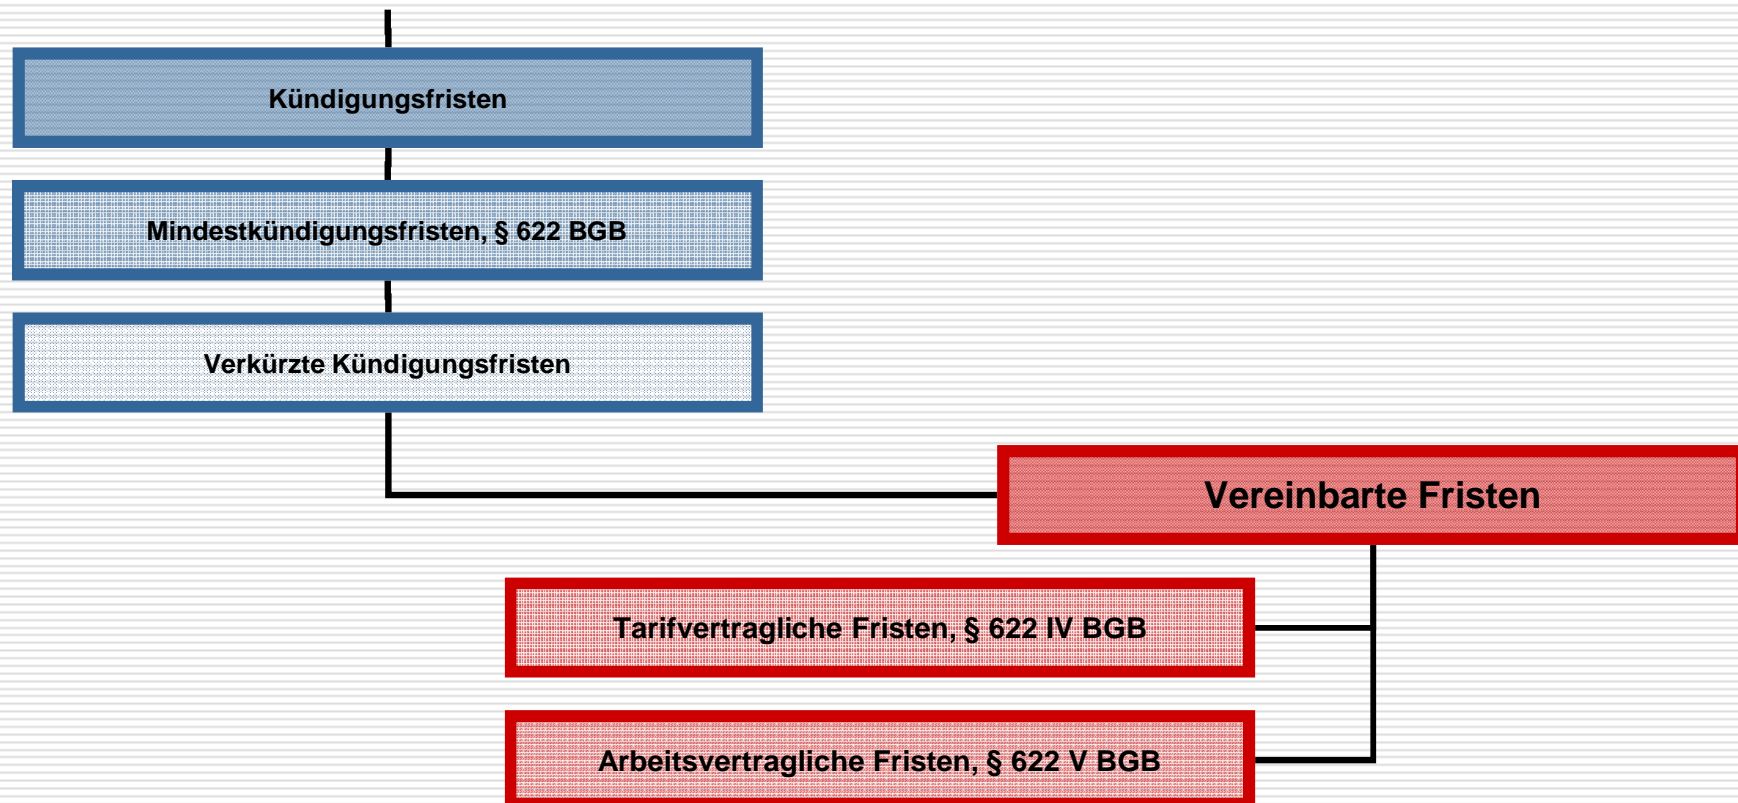 Kündigungsfristen
Mindestkündigungsfristen, § 622 BGB
Verkürzte Kündigungsfristen
Vereinbarte Fristen
Tarifvertragliche Fristen, § 622 IV BGB
Arbeitsvertragliche Fristen, § 622 V BGB